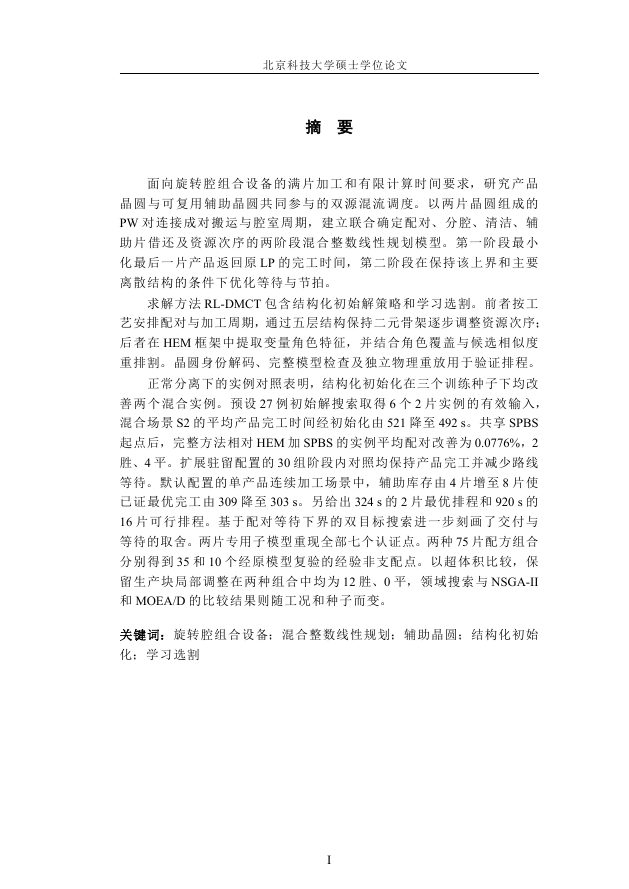 北京科技大学硕士学位论文
摘 要
面向旋转腔组合设备的满片加工和有限计算时间要求，研究产品
晶圆与可复用辅助晶圆共同参与的双源混流调度。以两片晶圆组成的
PW 对连接成对搬运与腔室周期，建立联合确定配对、分腔、清洁、辅
助片借还及资源次序的两阶段混合整数线性规划模型。第一阶段最小
化最后一片产品返回原 LP 的完工时间，第二阶段在保持该上界和主要
离散结构的条件下优化等待与节拍。
求解方法 RL-DMCT 包含结构化初始解策略和学习选割。前者按工
艺安排配对与加工周期，通过五层结构保持二元骨架逐步调整资源次序；
后者在 HEM 框架中提取变量角色特征，并结合角色覆盖与候选相似度
重排割。晶圆身份解码、完整模型检查及独立物理重放用于验证排程。
正常分离下的实例对照表明，结构化初始化在三个训练种子下均改
善两个混合实例。预设 27 例初始解搜索取得 6 个 2 片实例的有效输入，
混合场景 S2 的平均产品完工时间经初始化由 521 降至 492 s。共享 SPBS
起点后，完整方法相对 HEM 加 SPBS 的实例平均配对改善为 0.0776%，2
胜、4 平。扩展驻留配置的 30 组阶段内对照均保持产品完工并减少路线
等待。默认配置的单产品连续加工场景中，辅助库存由 4 片增至 8 片使
已证最优完工由 309 降至 303 s。另给出 324 s 的 2 片最优排程和 920 s 的
16 片可行排程。基于配对等待下界的双目标搜索进一步刻画了交付与
等待的取舍。两片专用子模型重现全部七个认证点。两种 75 片配方组合
分别得到 35 和 10 个经原模型复验的经验非支配点。以超体积比较，保
留生产块局部调整在两种组合中均为 12 胜、0 平，领域搜索与 NSGA-II
和 MOEA/D 的比较结果则随工况和种子而变。
关键词：旋转腔组合设备；混合整数线性规划；辅助晶圆；结构化初始
化；学习选割
I